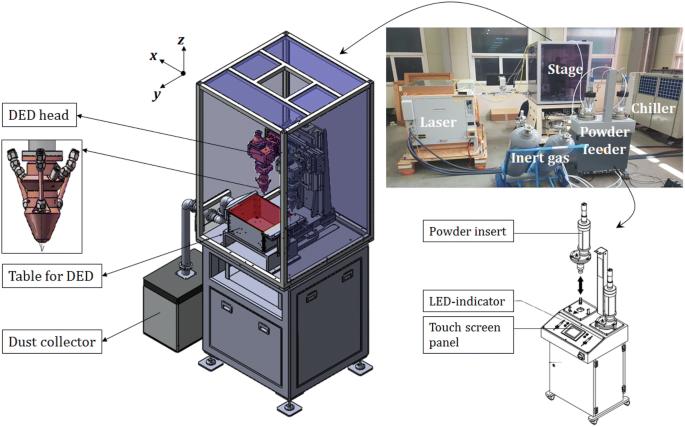 z
x
y
DED head
Table for DED
Dust collector
Stage
Laser
Chiller
Powder
feeder
Inert gas
Powder insert
LED-indicator
Touch screen
panel